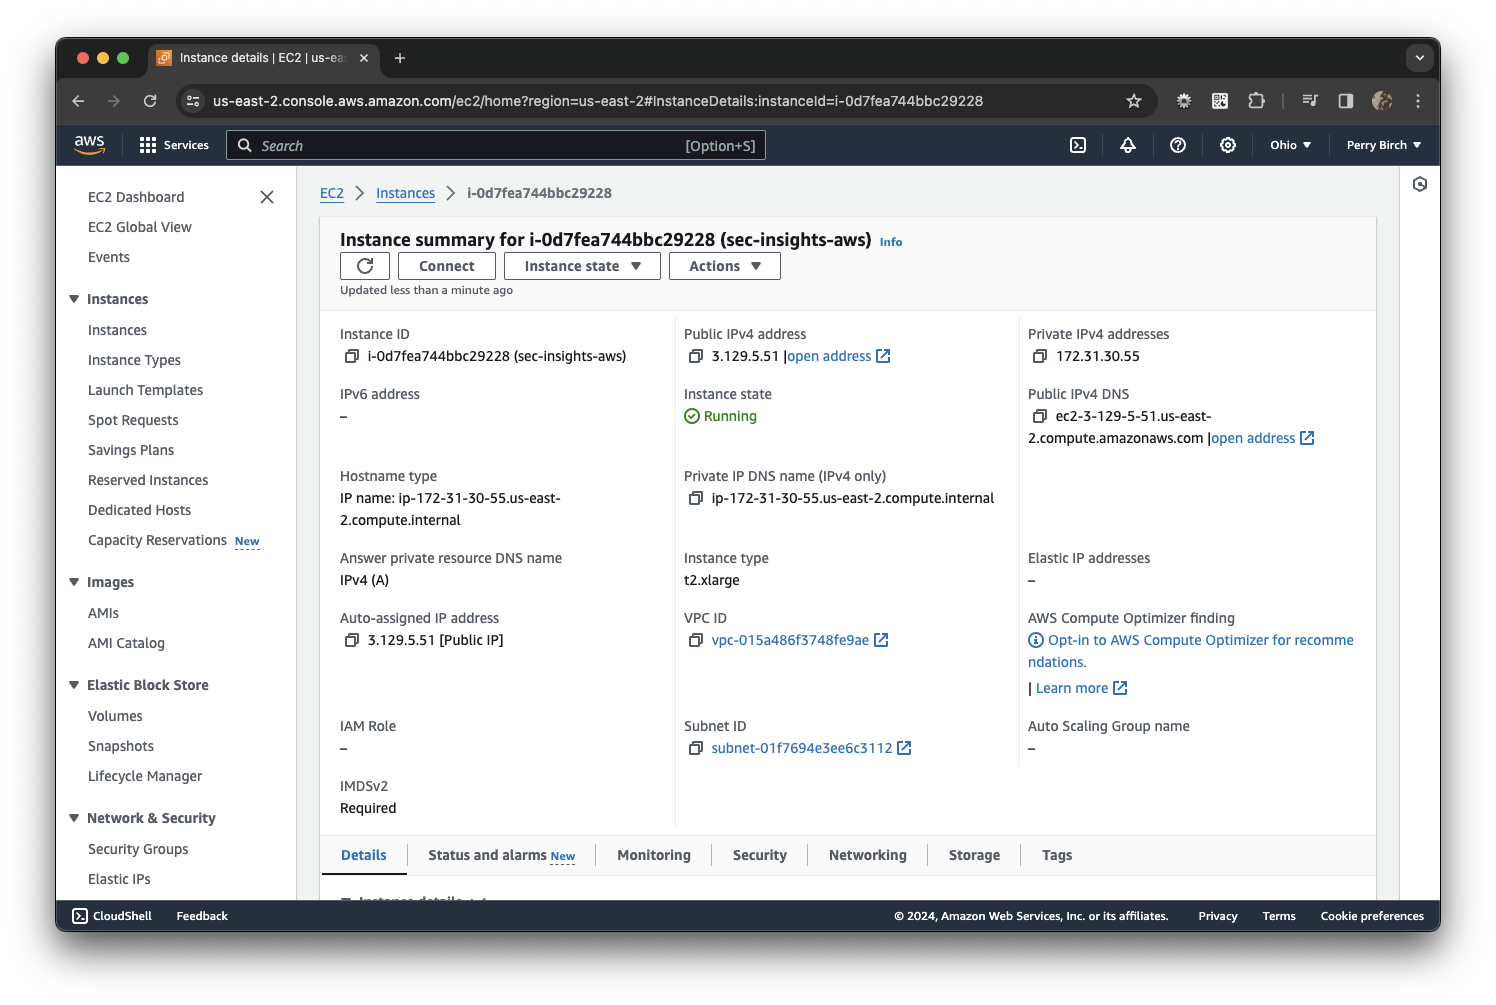 Instance details | EC2 | us-ea
us-east-2.console.aws.amazon.com/ec2/home?region=us-east-2#InstanceDetails:instanceId=i-0d7fea744bbc29228
aws
Services
Search
[Option+S]
Ohio
Perry Birch
EC2 Dashboard
EC2 Global View
Events
Instances
Instances
Instance Types
Launch Templates
Spot Requests
Savings Plans
Reserved Instances
Dedicated Hosts
Capacity Reservations New
Images
AMIs
AMI Catalog
Elastic Block Store
Volumes
Snapshots
Lifecycle Manager
Network & Security
Security Groups
Elastic IPs
EC2
Instances
i-0d7fea744bbc29228
Instance summary for i-0d7fea744bbc29228 (sec-insights-aws) Info
Connect
Instance state
Actions
Updated less than a minute ago
Instance ID
i-0d7fea744bbc29228 (sec-insights-aws)
Public IPv4 address
3.129.5.51 |open address
Private IPv4 addresses
172.31.30.55
IPv6 address
–
Instance state
Running
Public IPv4 DNS
ec2-3-129-5-51.us-east-
2.compute.amazonaws.com |open address
Hostname type
IP name: ip-172-31-30-55.us-east-
2.compute.internal
Private IP DNS name (IPv4 only)
ip-172-31-30-55.us-east-2.compute.internal
Answer private resource DNS name
IPv4 (A)
Instance type
t2.xlarge
Elastic IP addresses
–
Auto-assigned IP address
3.129.5.51 [Public IP]
VPC ID
vpc-015a486f3748fe9ae
AWS Compute Optimizer finding
Opt-in to AWS Compute Optimizer for recomme
ndations.
| Learn more
IAM Role
–
Subnet ID
subnet-01f7694e3ee6c3112
Auto Scaling Group name
–
IMDSv2
Required
Details
Status and alarms New
Monitoring
Security
Networking
Storage
Tags
Instance details
CloudShell
Feedback
© 2024, Amazon Web Services, Inc. or its affiliates.
Privacy
Terms
Cookie preferences